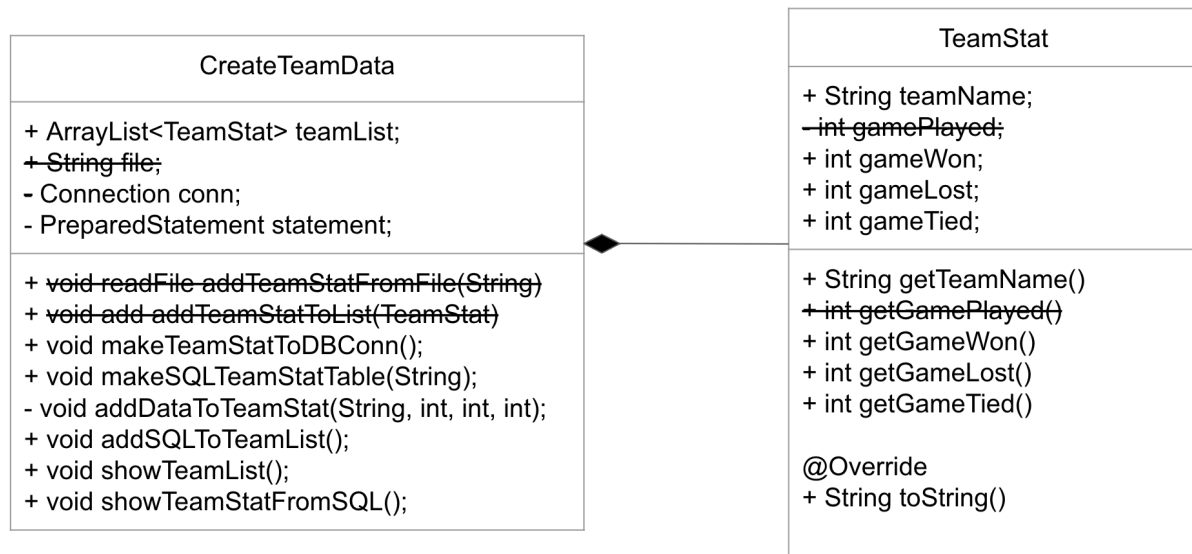 CreateTeamData
+ ArrayList<TeamStat> teamList;
+ String file;
- Connection conn;
- PreparedStatement statement;
+ void readFile addTeamStatFromFile(String)
+ void add addTeamStatToList(TeamStat)
+ void makeTeamStatToDBConn();
+ void makeSQLTeamStatTable(String);
- void addDataToTeamStat(String, int, int, int);
+ void addSQLToTeamList();
+ void showTeamList();
+ void showTeamStatFromSQL();
TeamStat
+ String teamName;
- int gamePlayed;
+ int gameWon;
+ int gameLost;
+ int gameTied;
+ String getTeamName()
+ int getGamePlayed()
+ int getGameWon()
+ int getGameLost()
+ int getGameTied()
@Override
+ String toString()